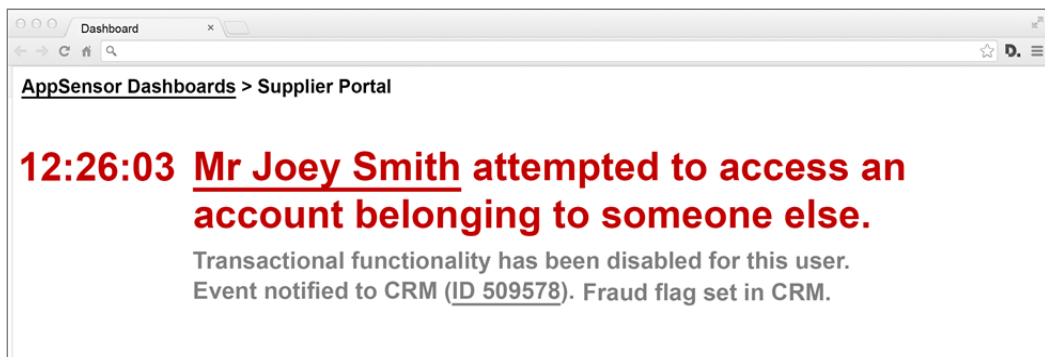 Dashboard
D.
AppSensor Dashboards > Supplier Portal
12:26:03 Mr Joey Smith attempted to access an
account belonging to someone else.
Transactional functionality has been disabled for this user.
Event notified to CRM (ID 509578). Fraud flag set in CRM.